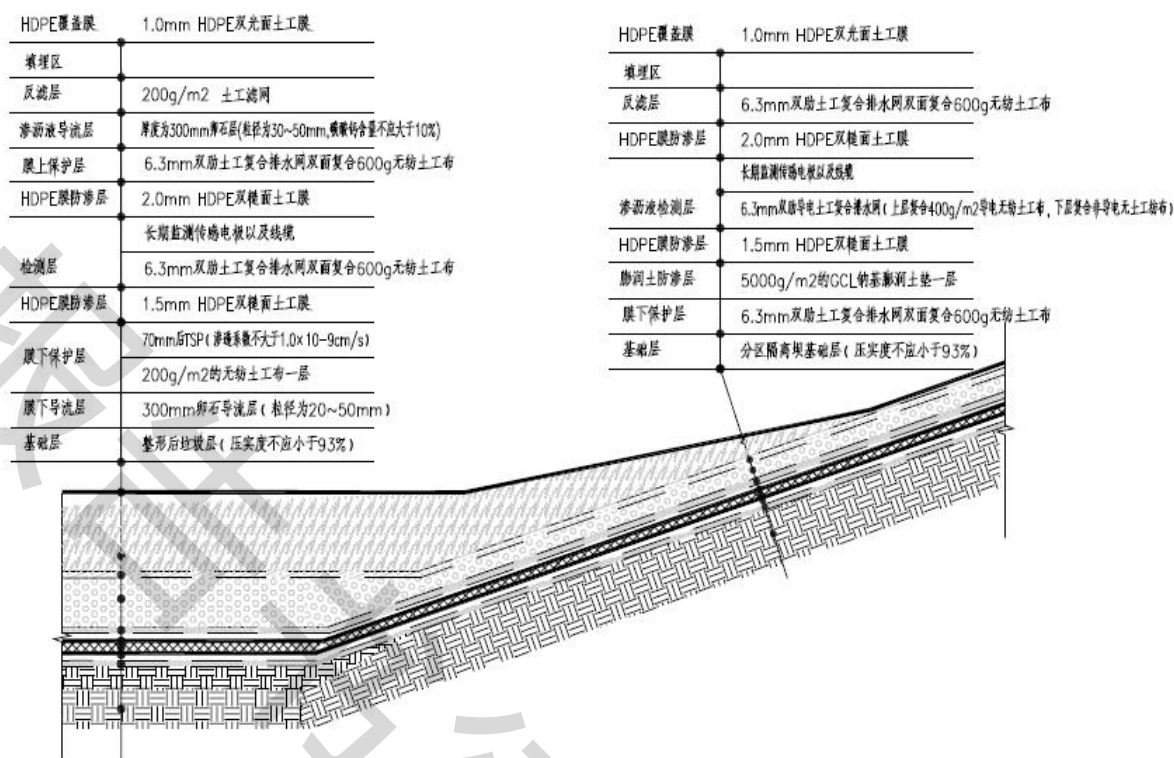 HDPE覆盖膜 1.0mm HDPE双光面土工膜
填埋区
反滤层 200g/m2 土工滤网
渗沥液导流层 厚度为300mm卵石层(粒径为30~50mm,碳酸钙含量不应大于10%)
膜上保护层 6.3mm双肋土工复合排水网双面复合600g无纺土工布
HDPE膜防渗层 2.0mm HDPE双糙面土工膜
长期监测传感电极以及线缆
检测层 6.3mm双肋土工复合排水网双面复合600g无纺土工布
HDPE膜防渗层 1.5mm HDPE双糙面土工膜
膜下保护层 70mm后TSP(渗透系数不大于1.0×10-9cm/s)
200g/m2的无纺土工布一层
膜下导流层 300mm卵石导流层(粒径为20~50mm)
基础层 整形后垃圾层(压实度不应小于93%)
HDPE覆盖膜 1.0mm HDPE双光面土工膜
填埋区
反滤层 6.3mm双肋土工复合排水网双面复合600g无纺土工布
HDPE膜防渗层 2.0mm HDPE双糙面土工膜
长期监测传感电极以及线缆
渗沥液检测层 6.3mm双肋导电土工复合排水网(上层复合400g/m2导电无纺土工布,下层复合非导电无土工纺布)
HDPE膜防渗层 1.5mm HDPE双糙面土工膜
膨润土防渗层 5000g/m2的GCL钠基膨润土垫一层
膜下保护层 6.3mm双肋土工复合排水网双面复合600g无纺土工布
基础层 分区隔离坝基础层(压实度不应小于93%)